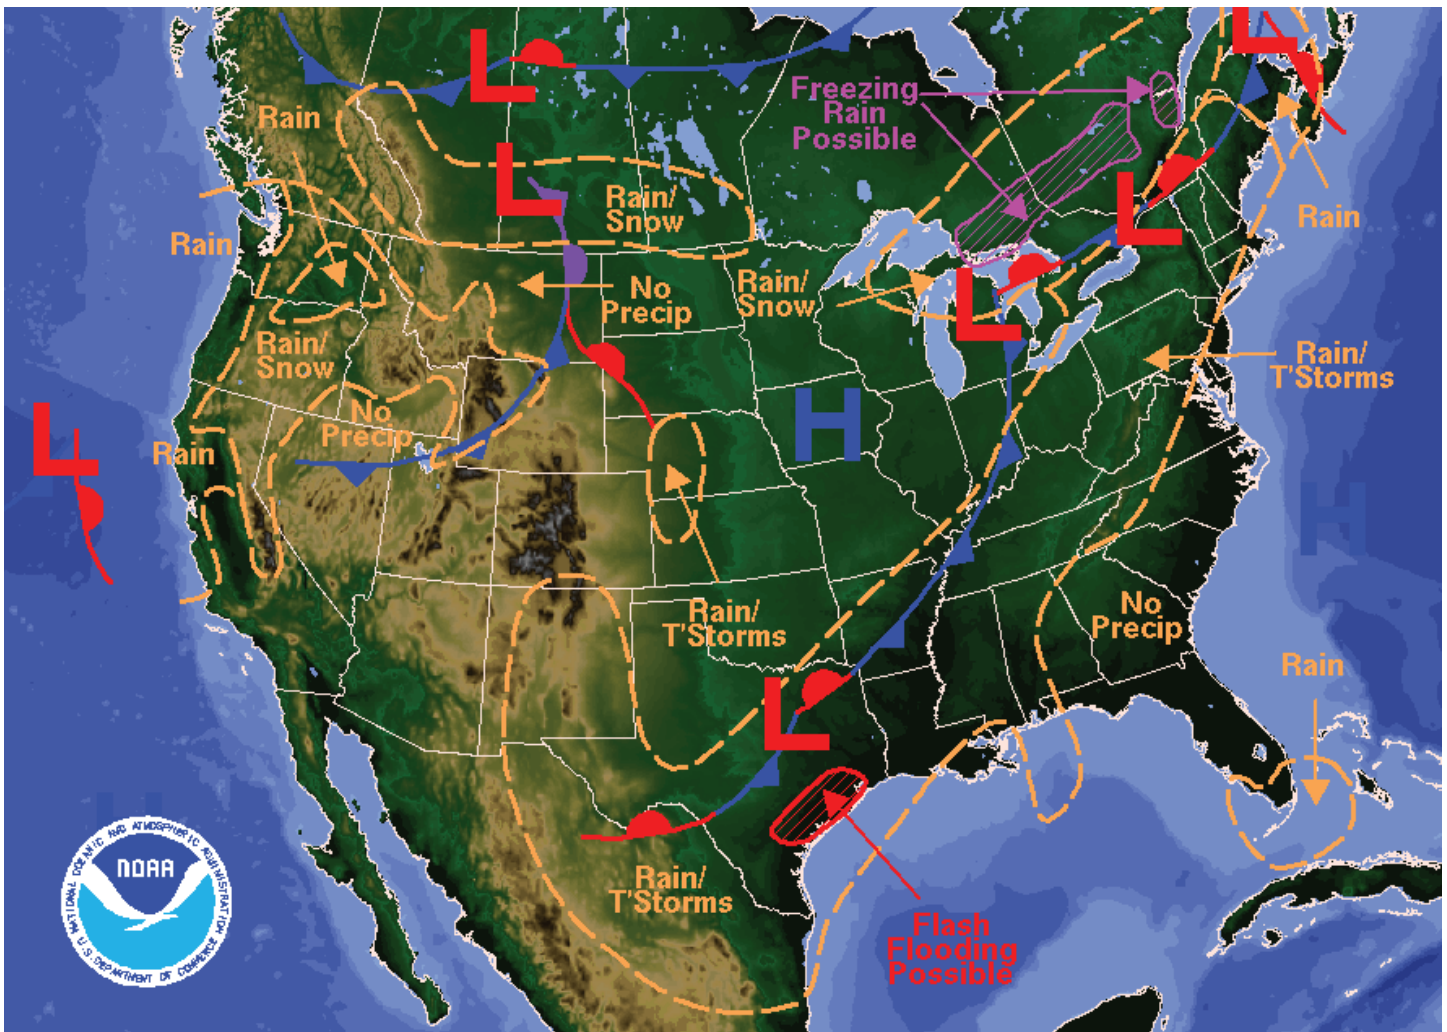 L
L
Freezing
Rain
Possible
Rain
L
Rain/
Snow
L
Rain
Rain
Rain/
Snow
No
Precip
L
Rain/
Snow
Rain/
T'Storms
No
Precip
H
L
Rain
H
Rain/
T'Storms
No
Precip
Rain
L
H
NATIONAL OCEANIC AND ATMOSPHERIC ADMINISTRATION
NOAA
U.S. DEPARTMENT OF COMMERCE
Rain/
T'Storms
Flash
Flooding
Possible